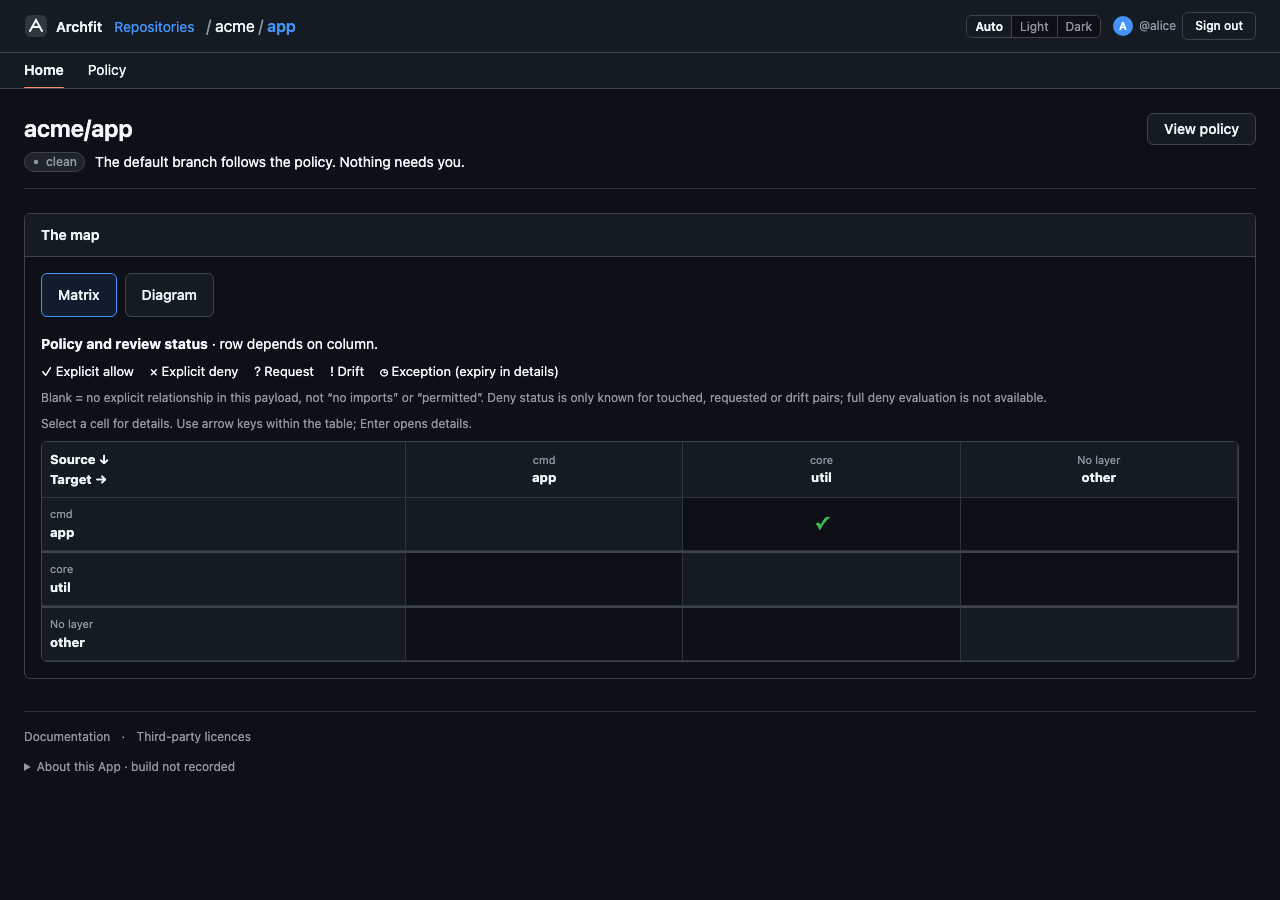 Archfit Repositories / acme / app Auto Light Dark A @alice Sign out
Home Policy
acme/app View policy
• clean The default branch follows the policy. Nothing needs you.
The map
Matrix Diagram
Policy and review status · row depends on column.
✓ Explicit allow × Explicit deny ? Request ! Drift ◷ Exception (expiry in details)
Blank = no explicit relationship in this payload, not “no imports” or “permitted”. Deny status is only known for touched, requested or drift pairs; full deny evaluation is not available.
Select a cell for details. Use arrow keys within the table; Enter opens details.
Source ↓ cmd core No layer
Target → app util other
cmd
app ✓
core
util
No layer
other
Documentation · Third-party licences
▶ About this App · build not recorded